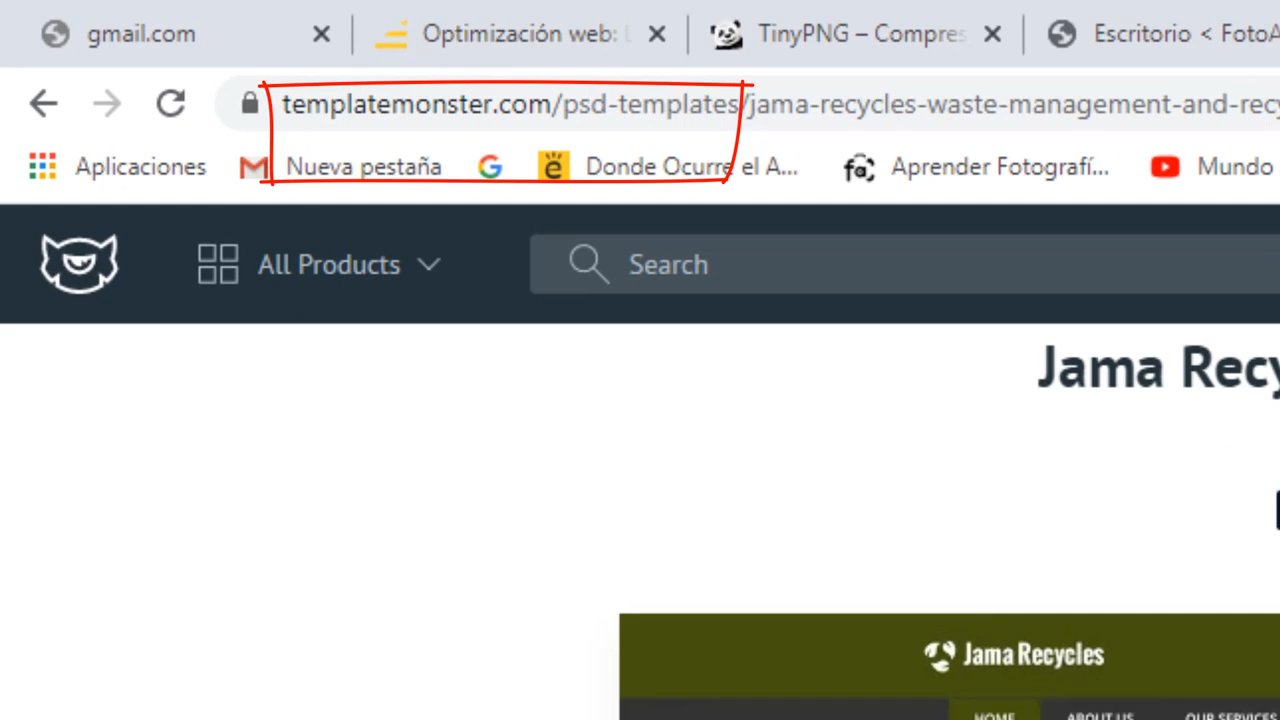 gmail.com Optimización web: TinyPNG – Compres Escritorio < FotoA
templatemonster.com/psd-templates/jama-recycles-waste-management-and-recy
Aplicaciones Nueva pestaña Donde Ocurre el A... Aprender Fotografí... Mundo
All Products Search
Jama Recy
Jama Recycles
HOME ABOUT US OUR SERVICES